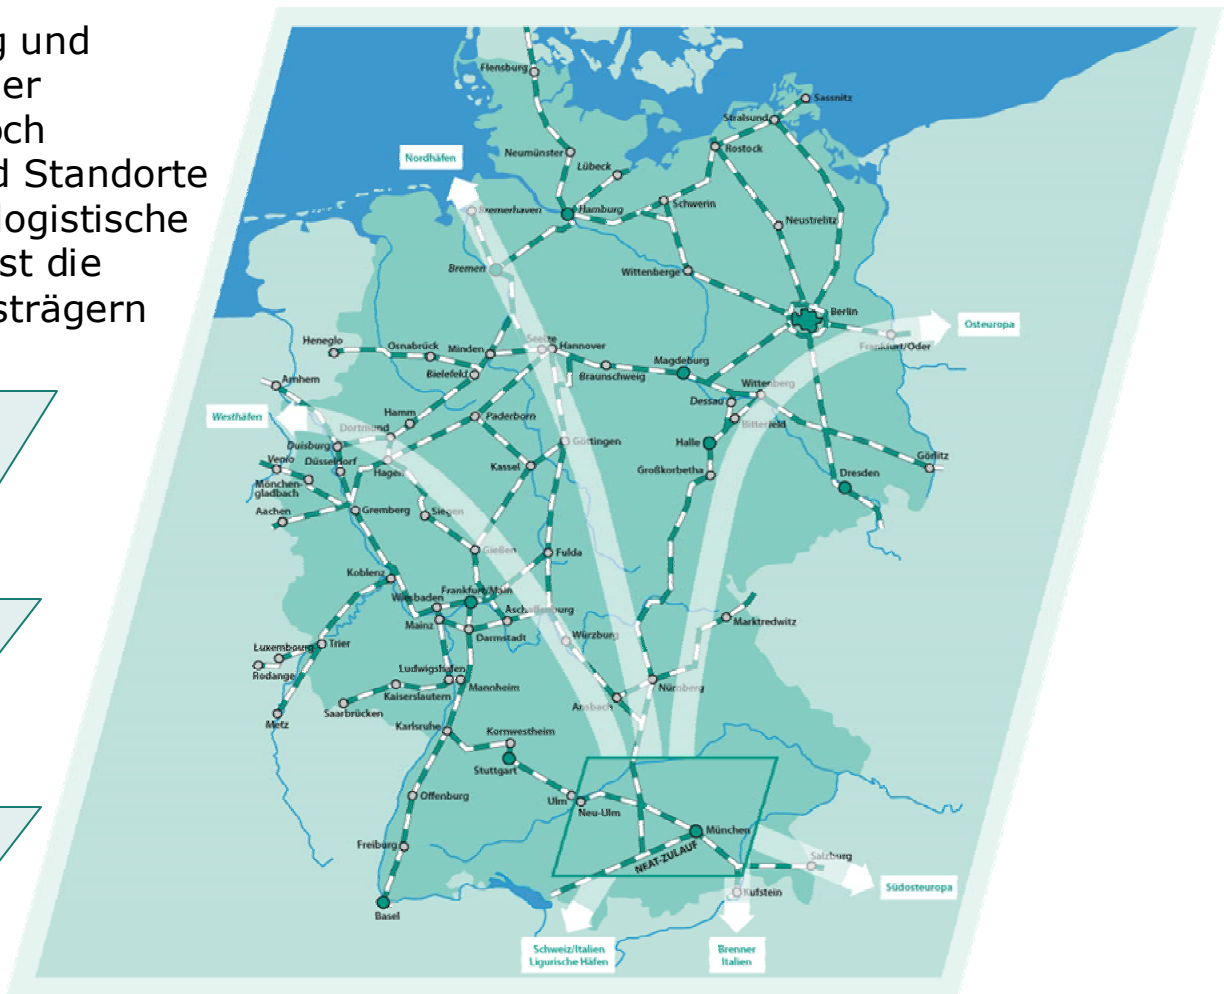 g und
er
och
d Standorte
logistische
st die
strägern
Flensburg
Sassnitz
Stralsund
Neumünster
Rostock
Nordhäfen
Lübeck
Bremerhaven
Hamburg
Schwerin
Neustrelitz
Bremen
Wittenberge
Berlin
Osteuropa
Frankfurt/Oder
Heneglo
Osnabrück
Minden
Seelze
Hannover
Magdeburg
Bielefeld
Braunschweig
Arnhem
Wittenberg
Dessau
Westhäfen
Hamm
Paderborn
Bitterfeld
Dortmund
Duisburg
Göttingen
Halle
Venlo
Düsseldorf
Hagen
Kassel
Großkorbetha
Görlitz
Dresden
Mönchen-
gladbach
Aachen
Gremberg
Siegen
Gießen
Fulda
Koblenz
Frankfurt/Main
Wiesbaden
Aschaffenburg
Mainz
Darmstadt
Würzburg
Marktredwitz
Luxembourg
Trier
Rodange
Ludwigshafen
Mannheim
Kaiserslautern
Nürnberg
Saarbrücken
Ansbach
Metz
Karlsruhe
Kornwestheim
Stuttgart
Offenburg
Ulm
Neu-Ulm
München
Freiburg
NEAT-ZULAUF
Salzburg
Südosteuropa
Kufstein
Basel
Schweiz/Italien
Ligurische Häfen
Brenner
Italien